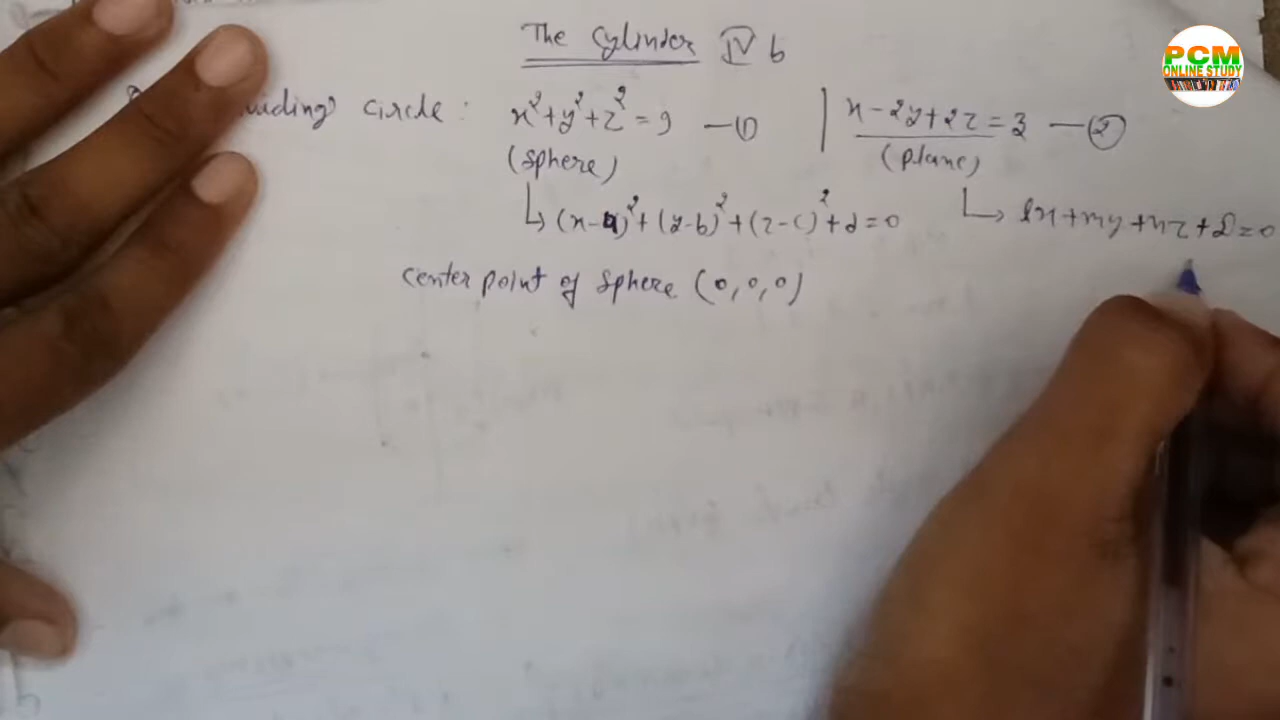 The Cylinder IV b
PCM
ONLINE STUDY
uiding circle : x²+y²+z² = 9 —① | x-2y+2z = 3 —②
(Sphere) (Plane)
↳ (x-a)²+(y-b)²+(z-c)²+d=0 ↳ lx+my+nz+D=0
center point of Sphere (0,0,0)